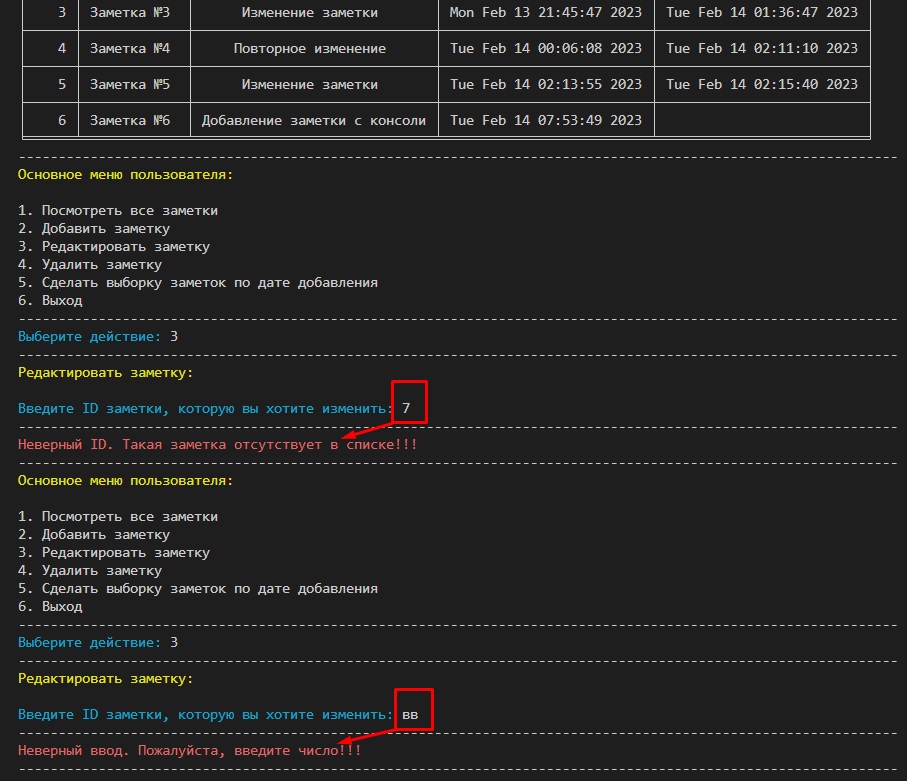 3 Заметка №3 Изменение заметки Mon Feb 13 21:45:47 2023 Tue Feb 14 01:36:47 2023
4 Заметка №4 Повторное изменение Tue Feb 14 00:06:08 2023 Tue Feb 14 02:11:10 2023
5 Заметка №5 Изменение заметки Tue Feb 14 02:13:55 2023 Tue Feb 14 02:15:40 2023
6 Заметка №6 Добавление заметки с консоли Tue Feb 14 07:53:49 2023
Основное меню пользователя:
1. Посмотреть все заметки
2. Добавить заметку
3. Редактировать заметку
4. Удалить заметку
5. Сделать выборку заметок по дате добавления
6. Выход
Выберите действие: 3
Редактировать заметку:
Введите ID заметки, которую вы хотите изменить: 7
Неверный ID. Такая заметка отсутствует в списке!!!
Основное меню пользователя:
1. Посмотреть все заметки
2. Добавить заметку
3. Редактировать заметку
4. Удалить заметку
5. Сделать выборку заметок по дате добавления
6. Выход
Выберите действие: 3
Редактировать заметку:
Введите ID заметки, которую вы хотите изменить: вв
Неверный ввод. Пожалуйста, введите число!!!